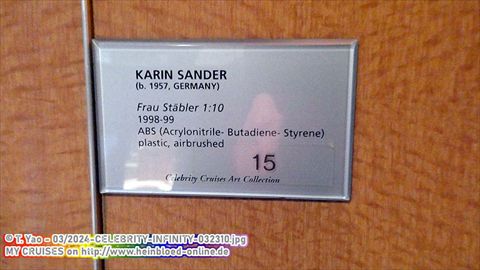 KARIN SANDER
(b. 1957, GERMANY)
Frau Stäbler 1:10
1998-99
ABS (Acrylonitrile- Butadiene- Styrene)
plastic, airbrushed
15
Celebrity Cruises Art Collection
© T. Yao - 03/2024-CELEBRITY-INFINITY-032310.jpg
MY CRUISES on http://www.heinbloed-online.de